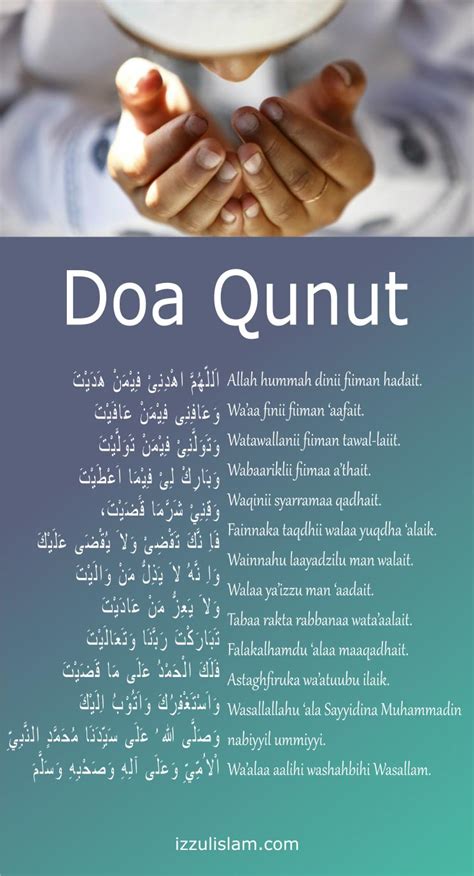 Doa Qunut
اَللّٰهُمَّ اهْدِنِىْ فِيْمَنْ هَدَيْتَ
وَعَافِنِى فِيْمَنْ عَافَيْتَ
وَتَوَلَّنِىْ فِيْمَنْ تَوَلَّيْتَ
وَبَارِكْ لِىْ فِيْمَا اَعْطَيْتَ
وَقِنِيْ شَرَّمَا قَضَيْتَ،
فَاِ نَّكَ تَقْضِىْ وَلاَ يُقْضَى عَلَيْكَ
وَاِ نَّهُ لاَ يَذِلُّ مَنْ وَالَيْتَ
وَلاَ يَعِزُّ مَنْ عَادَيْتَ
تَبَارَكْتَ رَبَّنَا وَتَعَالَيْتَ
فَلَكَ الْحَمْدُ عَلَى مَا قَضَيْتَ
وَاَسْتَغْفِرُكَ وَاَتُوْبُ اِلَيْكَ
وَصَلَّى اللهُ عَلَى سَيِّدِنَا مُحَمَّدٍ النَّبِيِّ
اْلاُمِّيِّ وَعَلَى آلِهِ وَصَحْبِهِ وَسَلَّمَ
Allah hummah dinii fiiman hadait.
Wa'aa finii fiiman 'aafait.
Watawallanii fiiman tawal-laiit.
Wabaariklii fiimaa a'thait.
Waqinii syarramaa qadhait.
Fainnaka taqdhii walaa yuqdha 'alaik.
Wainnahu laayadzilu man walait.
Walaa ya'izzu man 'aadait.
Tabaa rakta rabbanaa wata'aalait.
Falakalhamdu 'alaa maaqadhait.
Astaghfiruka wa'atuubu ilaik.
Wasallallahu 'ala Sayyidina Muhammadin
nabiyyil ummiyyi.
Wa'alaa aalihi washahbihi Wasallam.
izzulislam.com